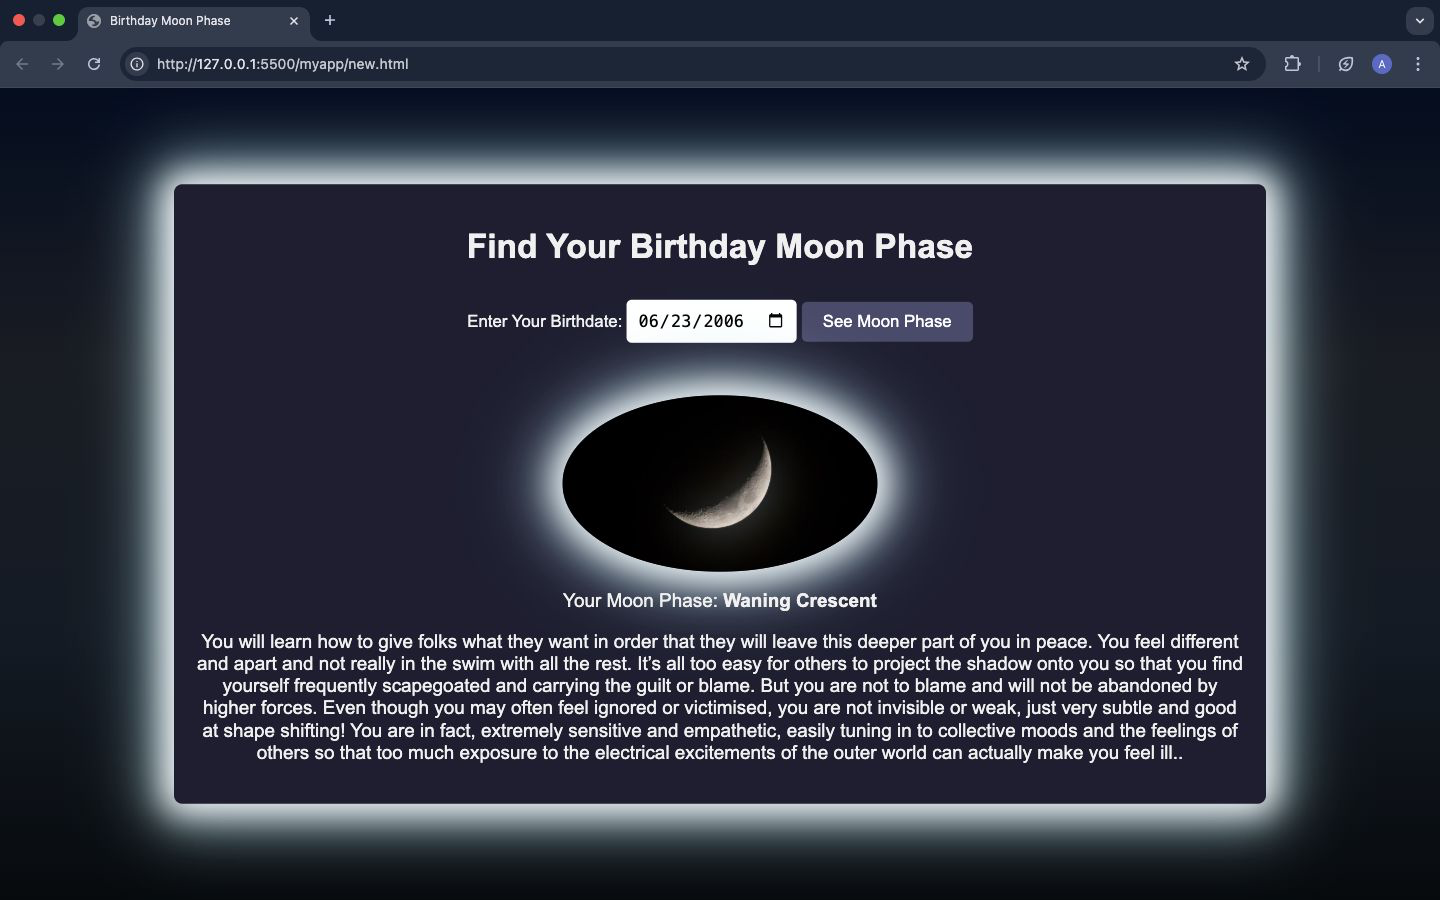 Birthday Moon Phase
http://127.0.0.1:5500/myapp/new.html
A
Find Your Birthday Moon Phase
Enter Your Birthdate: 06/23/2006 See Moon Phase
Your Moon Phase: Waning Crescent
You will learn how to give folks what they want in order that they will leave this deeper part of you in peace. You feel different
and apart and not really in the swim with all the rest. It’s all too easy for others to project the shadow onto you so that you find
yourself frequently scapegoated and carrying the guilt or blame. But you are not to blame and will not be abandoned by
higher forces. Even though you may often feel ignored or victimised, you are not invisible or weak, just very subtle and good
at shape shifting! You are in fact, extremely sensitive and empathetic, easily tuning in to collective moods and the feelings of
others so that too much exposure to the electrical excitements of the outer world can actually make you feel ill..